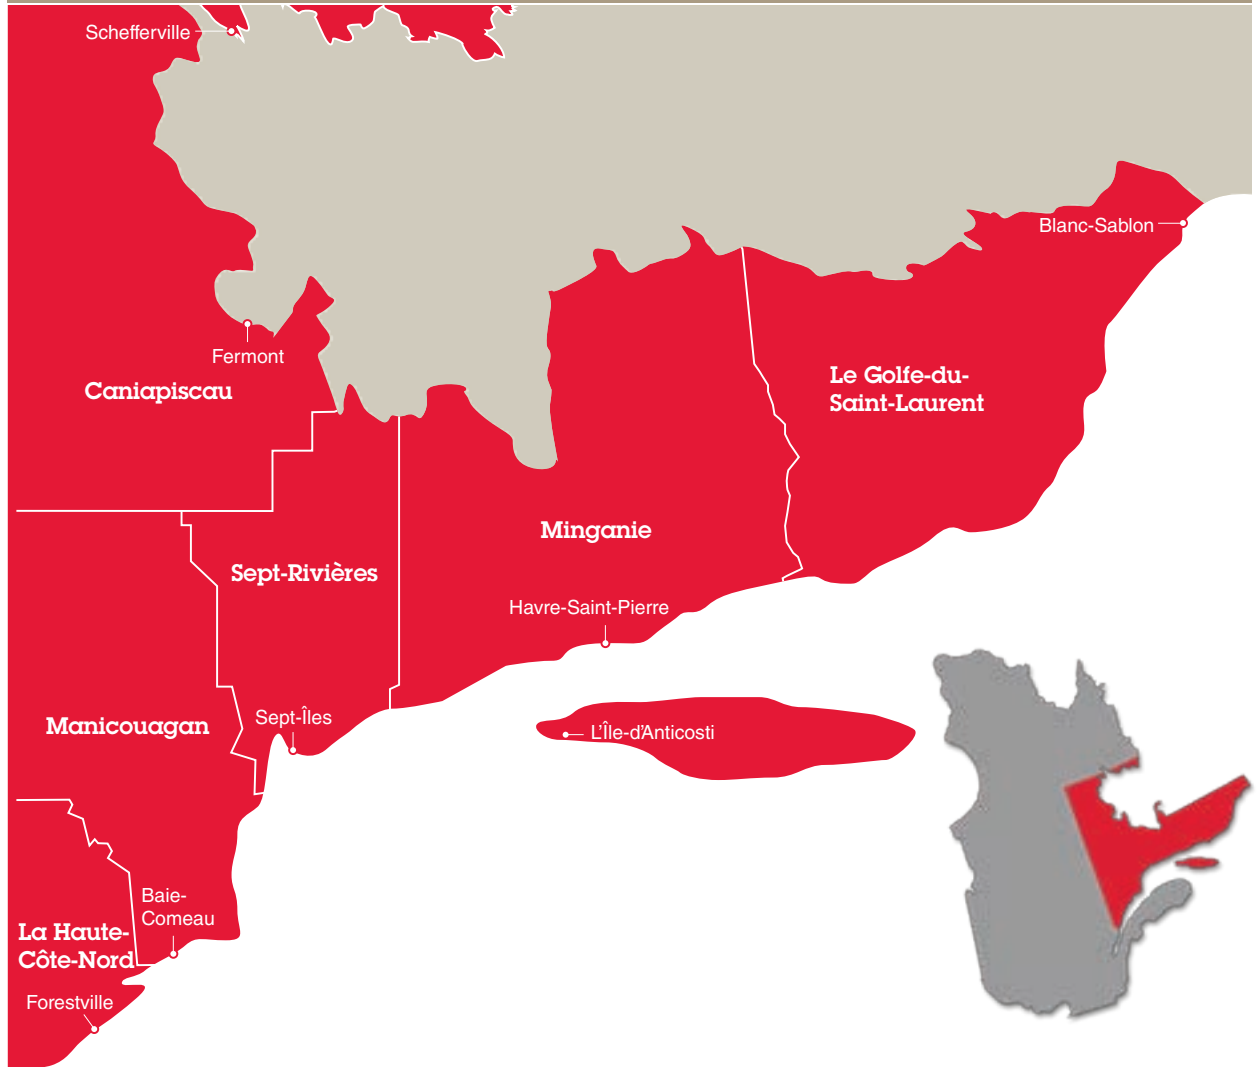 Schefferville
Blanc-Sablon
Fermont
Caniapiscau
Le Golfe-du-
Saint-Laurent
Minganie
Sept-Rivières
Havre-Saint-Pierre
Manicouagan
Sept-Îles
L'Île-d'Anticosti
Baie-
Comeau
La Haute-
Côte-Nord
Forestville